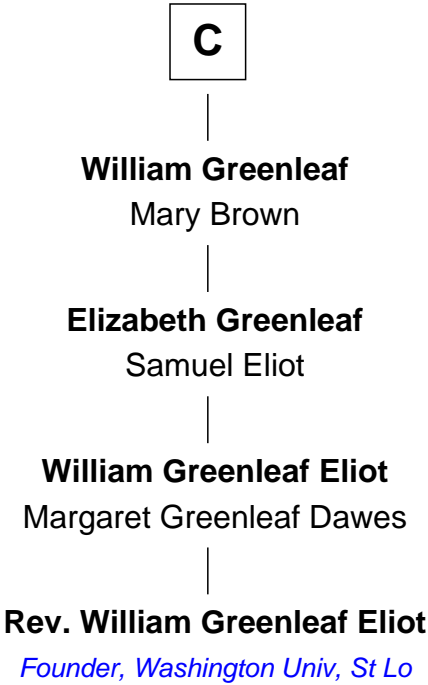 C
William Greenleaf
Mary Brown
Elizabeth Greenleaf
Samuel Eliot
William Greenleaf Eliot
Margaret Greenleaf Dawes
Rev. William Greenleaf Eliot
Founder, Washington Univ, St Lo